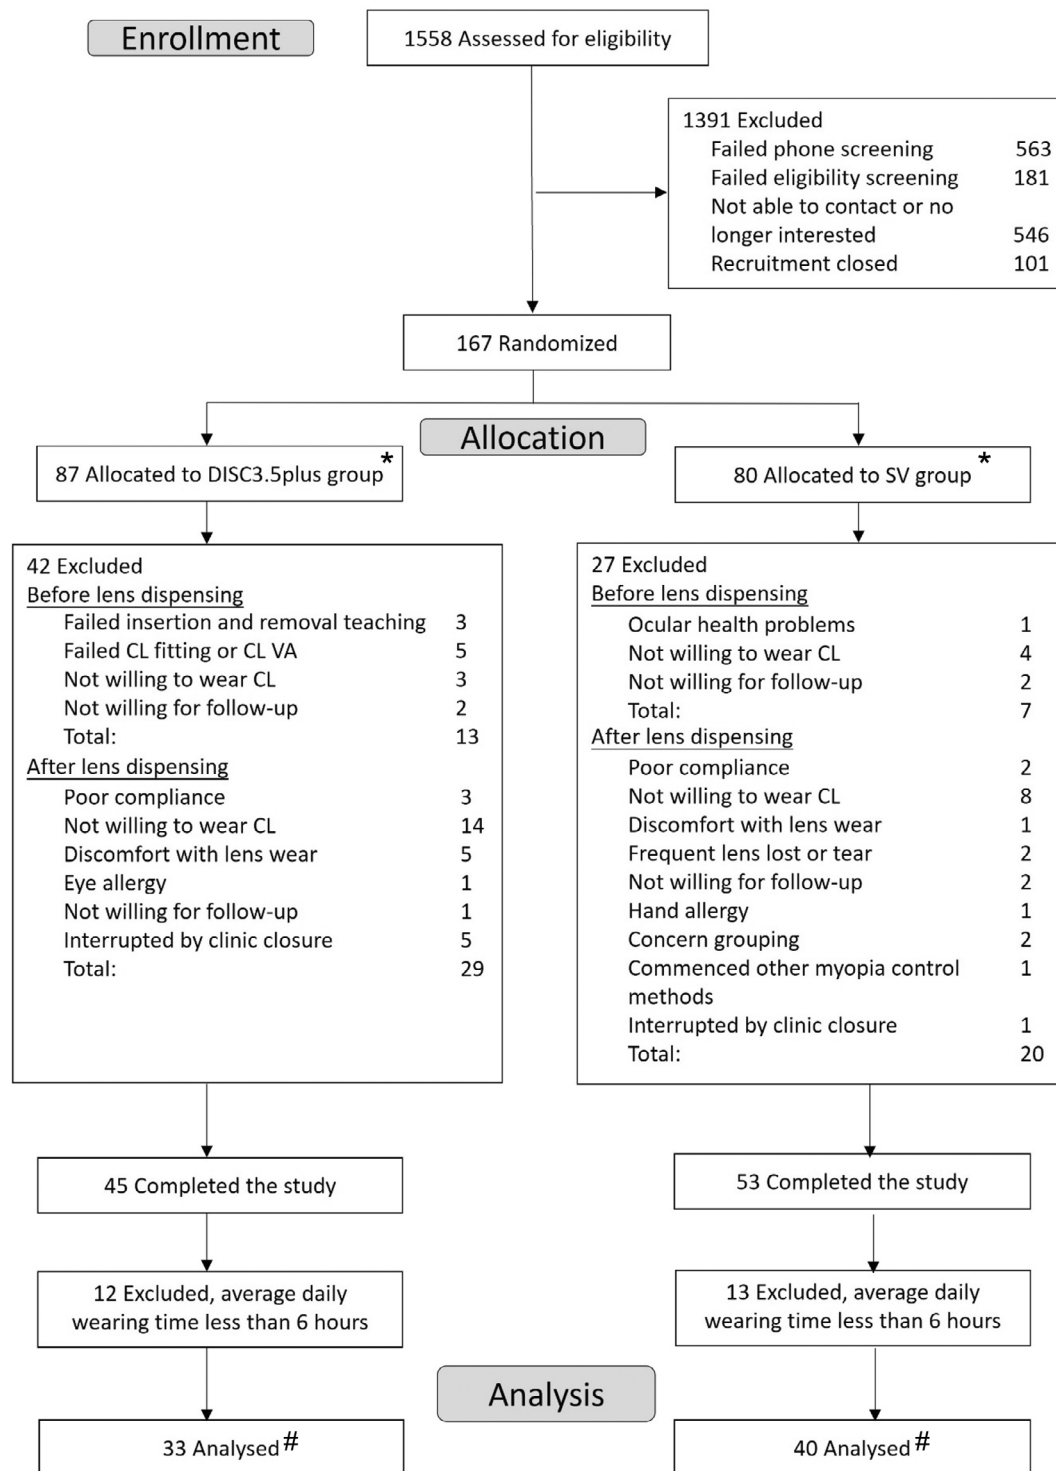 Enrollment
1558 Assessed for eligibility
1391 Excluded
Failed phone screening 563
Failed eligibility screening 181
Not able to contact or no
longer interested 546
Recruitment closed 101
167 Randomized
Allocation
87 Allocated to DISC3.5plus group*
80 Allocated to SV group *
42 Excluded
Before lens dispensing
Failed insertion and removal teaching 3
Failed CL fitting or CL VA 5
Not willing to wear CL 3
Not willing for follow-up 2
Total: 13
After lens dispensing
Poor compliance 3
Not willing to wear CL 14
Discomfort with lens wear 5
Eye allergy 1
Not willing for follow-up 1
Interrupted by clinic closure 5
Total: 29
27 Excluded
Before lens dispensing
Ocular health problems 1
Not willing to wear CL 4
Not willing for follow-up 2
Total: 7
After lens dispensing
Poor compliance 2
Not willing to wear CL 8
Discomfort with lens wear 1
Frequent lens lost or tear 2
Not willing for follow-up 2
Hand allergy 1
Concern grouping 2
Commenced other myopia control 1
methods
Interrupted by clinic closure 1
Total: 20
45 Completed the study
53 Completed the study
12 Excluded, average daily
wearing time less than 6 hours
13 Excluded, average daily
wearing time less than 6 hours
Analysis
33 Analysed #
40 Analysed #